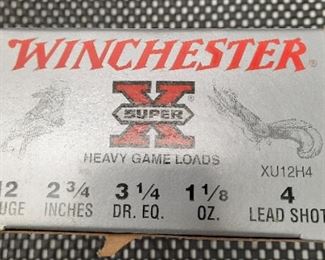 WINCHESTER®
X
SUPER
HEAVY GAME LOADS
XU12H4
12 2 3/4 3 1/4 1 1/8 4
UGE INCHES DR. EQ. OZ. LEAD SHOT